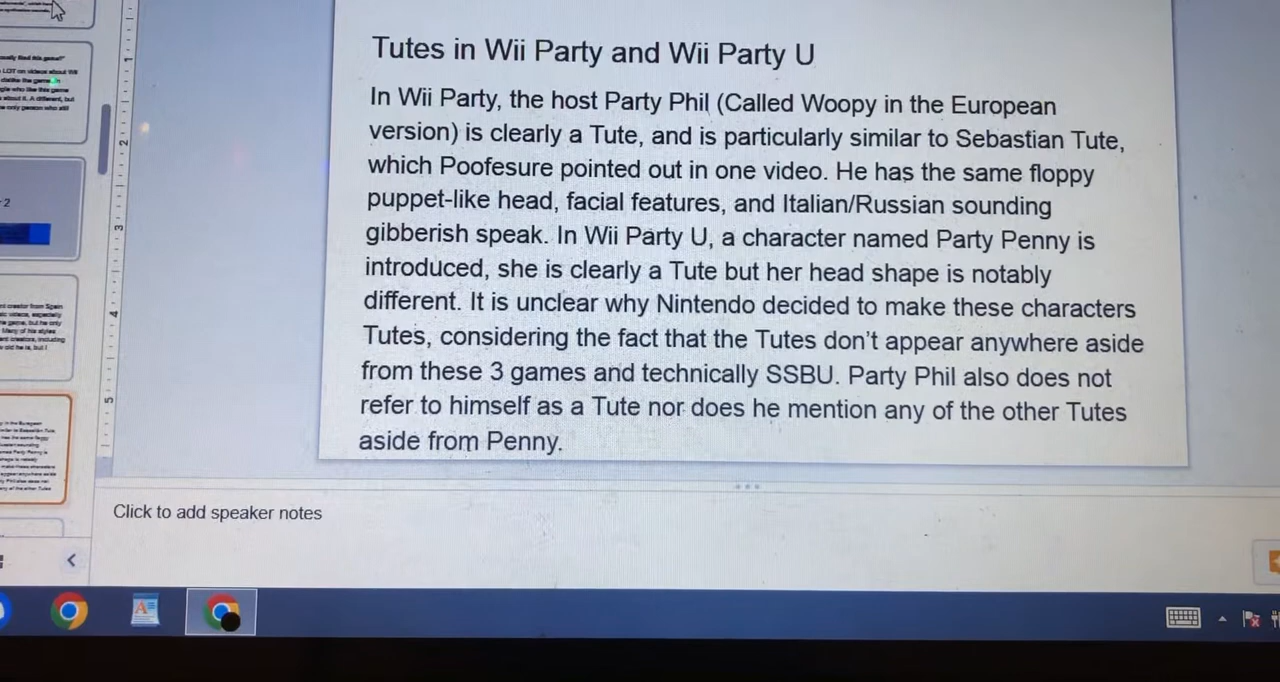 Tutes in Wii Party and Wii Party U
In Wii Party, the host Party Phil (Called Woopy in the European
version) is clearly a Tute, and is particularly similar to Sebastian Tute,
which Poofesure pointed out in one video. He has the same floppy
puppet-like head, facial features, and Italian/Russian sounding
gibberish speak. In Wii Party U, a character named Party Penny is
introduced, she is clearly a Tute but her head shape is notably
different. It is unclear why Nintendo decided to make these characters
Tutes, considering the fact that the Tutes don't appear anywhere aside
from these 3 games and technically SSBU. Party Phil also does not
refer to himself as a Tute nor does he mention any of the other Tutes
aside from Penny.
Click to add speaker notes
1
2
3
4
5